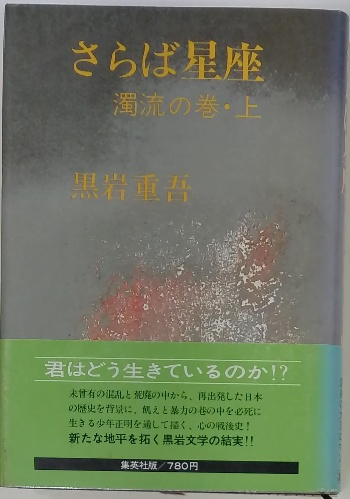 さらば星座
濁流の巻・上
黒岩重吾
君はどう生きているのか!?
未曾有の混乱と荒廃の中から、再出発した日本
の歴史を背景に、飢えと暴力の巷の中を必死に
生きる少年正明を通して描く、心の戦後史!
新たな地平を拓く黒岩文学の結実!!
集英社版/780円